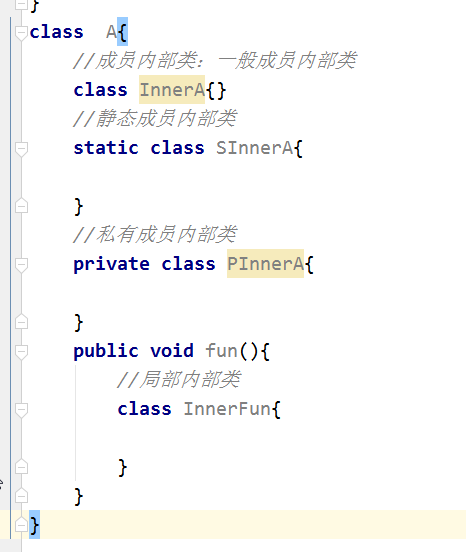 }
class  A{
    //成员内部类：一般成员内部类
    class InnerA{}
    //静态成员内部类
    static class SInnerA{

    }
    //私有成员内部类
    private class PInnerA{

    }
    public void fun(){
        //局部内部类
        class InnerFun{

        }
    }
}